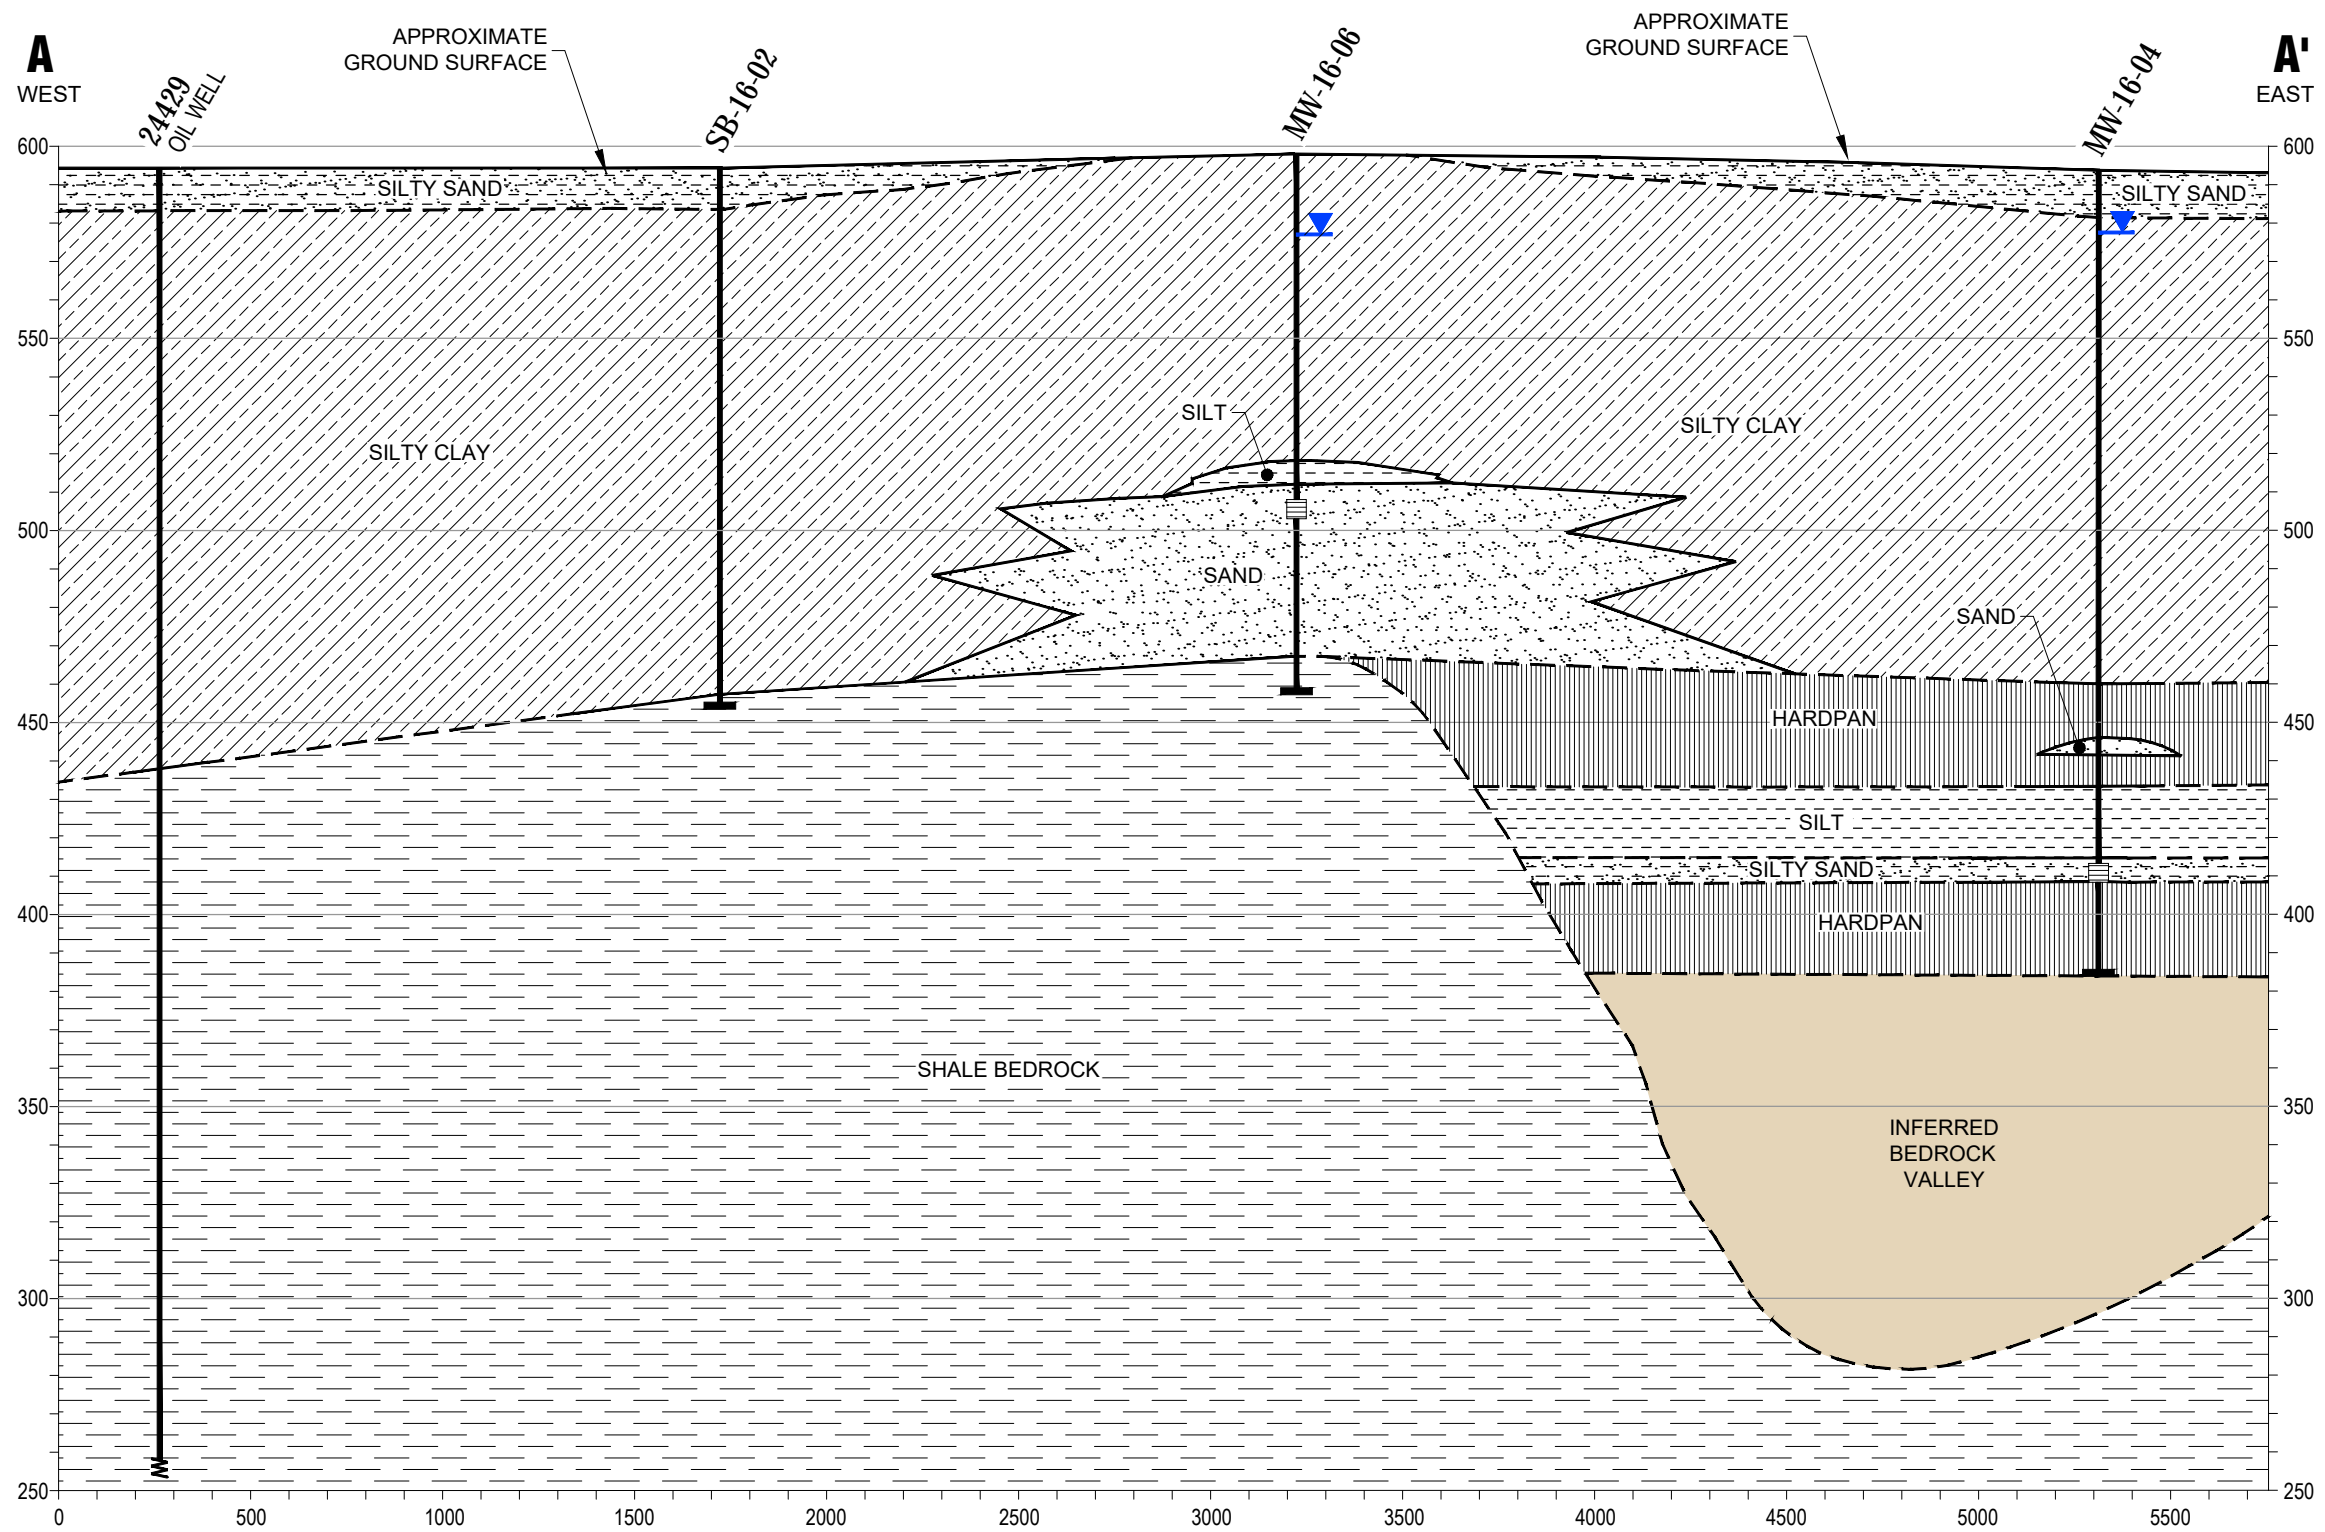 A
WEST
24429
OIL WELL
APPROXIMATE
GROUND SURFACE
SB-16-02
MW-16-06
APPROXIMATE
GROUND SURFACE
MW-16-04
A'
EAST
600
600
SILTY SAND
SILTY SAND
550
550
SILT
SILTY CLAY
SILTY CLAY
500
500
SAND
SAND
450
HARDPAN
450
SILT
SILTY SAND
400
HARDPAN
400
SHALE BEDROCK
350
350
INFERRED
BEDROCK
VALLEY
300
300
250
250
0
500
1000
1500
2000
2500
3000
3500
4000
4500
5000
5500